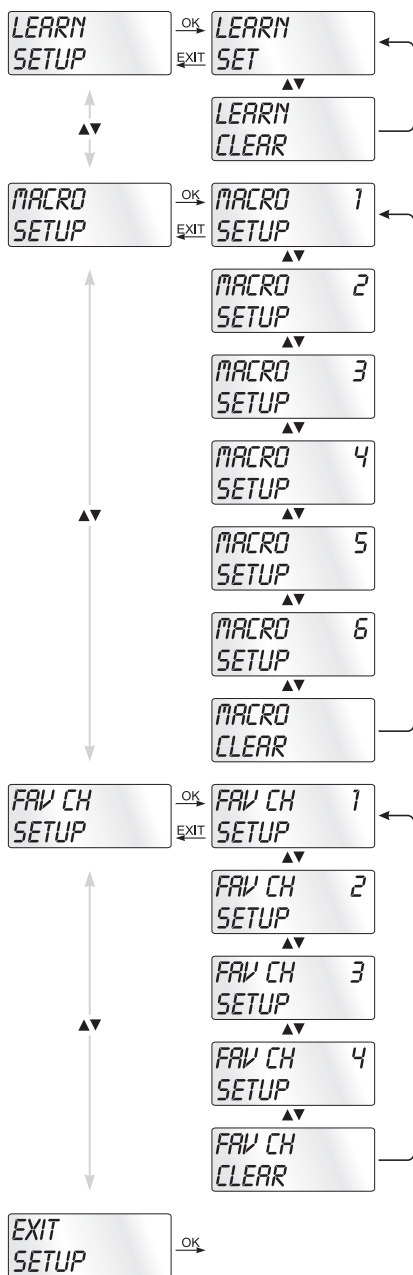 LEARN OK LEARN
SETUP EXIT SET
▲▼
LEARN
▲▼
CLEAR
MACRO OK MACRO 1
SETUP EXIT SETUP
▲▼
MACRO 2
SETUP
▲▼
MACRO 3
SETUP
▲▼
MACRO 4
SETUP
▲▼
▲▼
MACRO 5
SETUP
▲▼
MACRO 6
SETUP
▲▼
MACRO
CLEAR
FAV CH OK FAV CH 1
SETUP EXIT SETUP
▲▼
FAV CH 2
SETUP
▲▼
FAV CH 3
SETUP
▲▼
▲▼
FAV CH 4
SETUP
▲▼
FAV CH
CLEAR
EXIT OK
SETUP